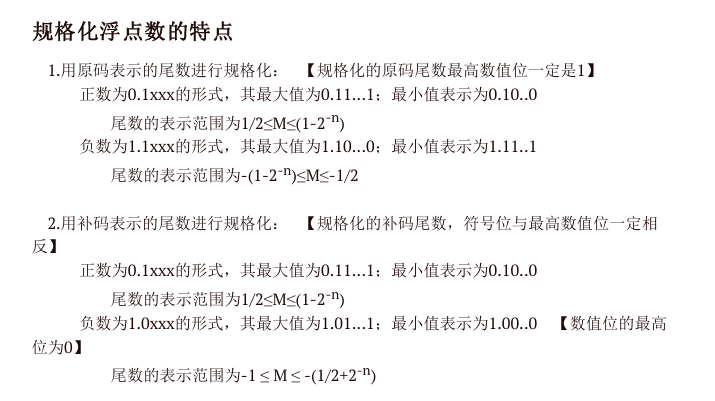 规格化浮点数的特点
1.用原码表示的尾数进行规格化： 【规格化的原码尾数最高数值位一定是1】
正数为0.1xxx的形式，其最大值为0.11...1；最小值表示为0.10..0
尾数的表示范围为1/2≤M≤(1-2⁻ⁿ)
负数为1.1xxx的形式，其最大值为1.10...0；最小值表示为1.11..1
尾数的表示范围为-(1-2⁻ⁿ)≤M≤-1/2
2.用补码表示的尾数进行规格化： 【规格化的补码尾数，符号位与最高数值位一定相
反】
正数为0.1xxx的形式，其最大值为0.11...1；最小值表示为0.10..0
尾数的表示范围为1/2≤M≤(1-2⁻ⁿ)
负数为1.0xxx的形式，其最大值为1.01...1；最小值表示为1.00..0 【数值位的最高
位为0】
尾数的表示范围为-1 ≤ M ≤ -(1/2+2⁻ⁿ)